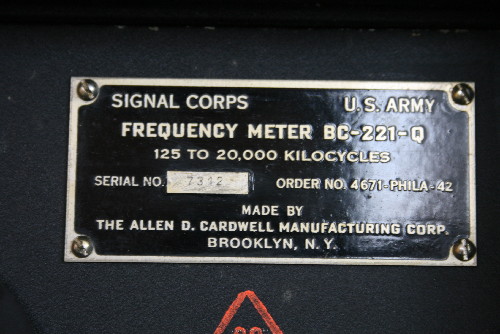 SIGNAL CORPS U.S. ARMY
FREQUENCY METER BC-221-Q
125 TO 20,000 KILOCYCLES
SERIAL NO. 7312 ORDER NO. 4671-PHILA-42
MADE BY
THE ALLEN D. CARDWELL MANUFACTURING CORP.
BROOKLYN, N.Y.